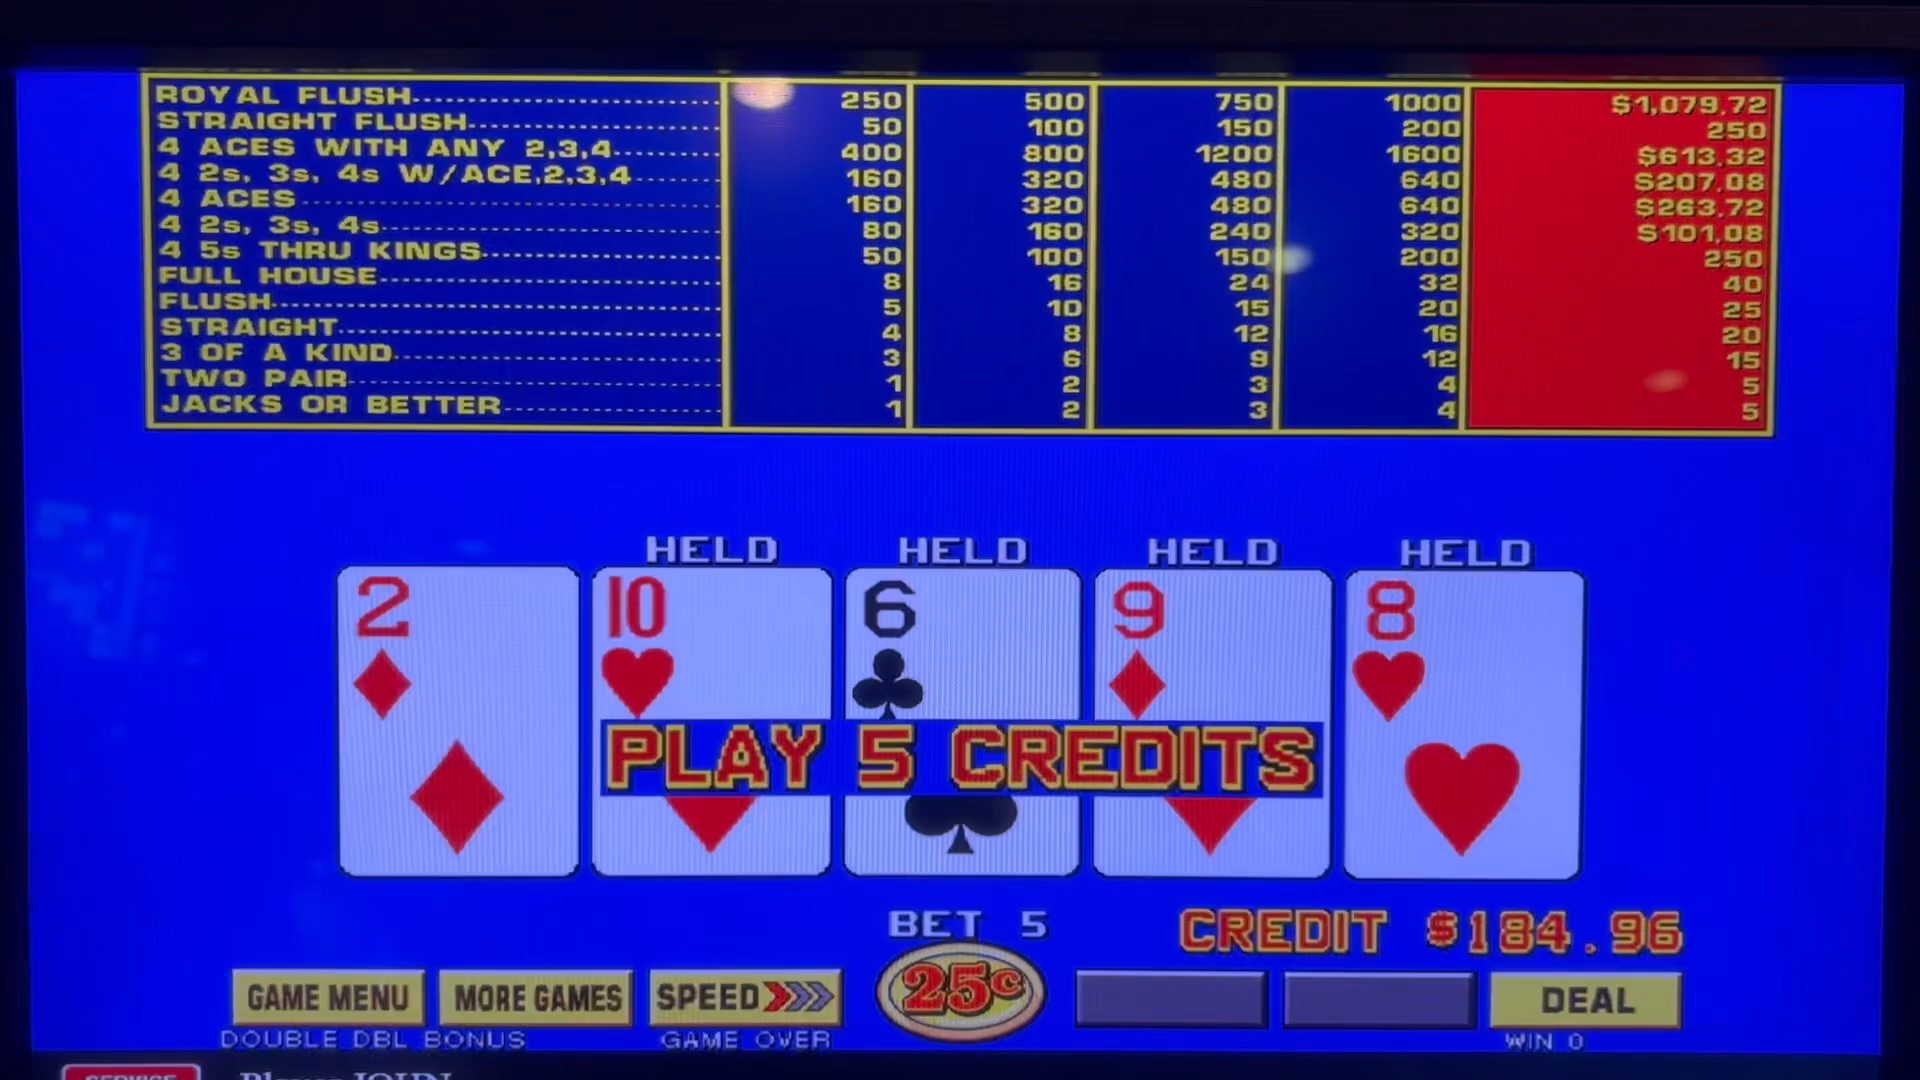 ROYAL FLUSH 250 500 750 1000 $1,079.72
STRAIGHT FLUSH 50 100 150 200 250
4 ACES WITH ANY 2,3,4 400 800 1200 1600 $613.32
4 2s, 3s, 4s W/ACE,2,3,4 160 320 480 640 $207.08
4 ACES 160 320 480 640 $263.72
4 2s, 3s, 4s 80 160 240 320 $101.08
4 5s THRU KINGS 50 100 150 200 250
FULL HOUSE 8 16 24 32 40
FLUSH 5 10 15 20 25
STRAIGHT 4 8 12 16 20
3 OF A KIND 3 6 9 12 15
TWO PAIR 1 2 3 4 5
JACKS OR BETTER 1 2 3 4 5
HELD HELD HELD HELD
2 10 6 9 8
PLAY 5 CREDITS
BET 5 CREDIT $184.96
GAME MENU MORE GAMES SPEED 25¢ DEAL
DOUBLE DBL BONUS GAME OVER WIN 0
SERVICE Player JOHN